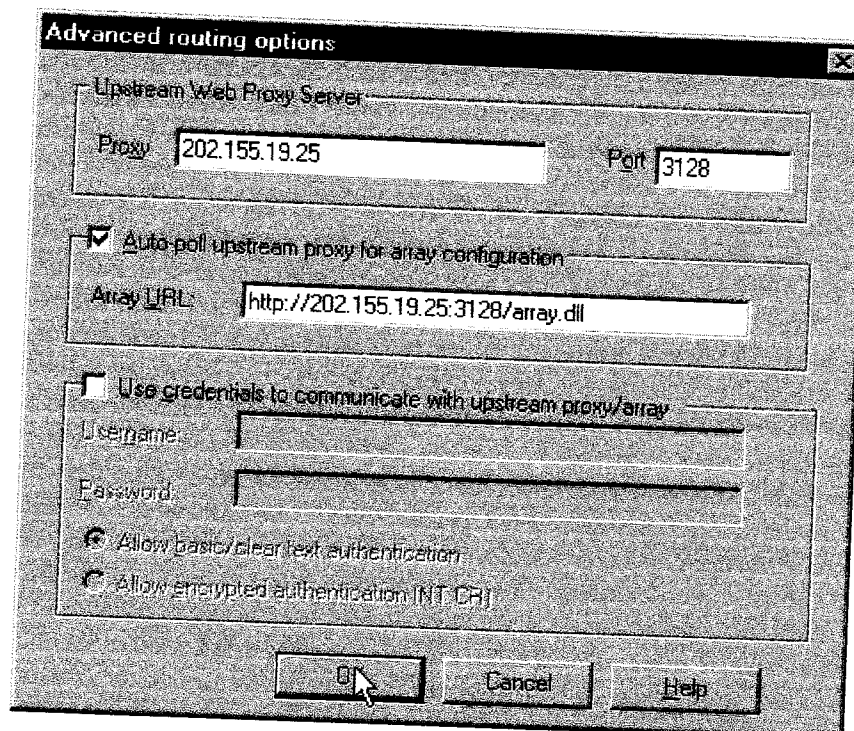 Advanced routing options
Upstream Web Proxy Server
Proxy 202.155.19.25 Port 3128
Auto-poll upstream proxy for array configuration
Array URL: http://202.155.19.25:3128/array.dll
Use credentials to communicate with upstream proxy/array
Username:
Password:
Allow basic/clear text authentication
Allow encrypted authentication (NT CR)
OK Cancel Help